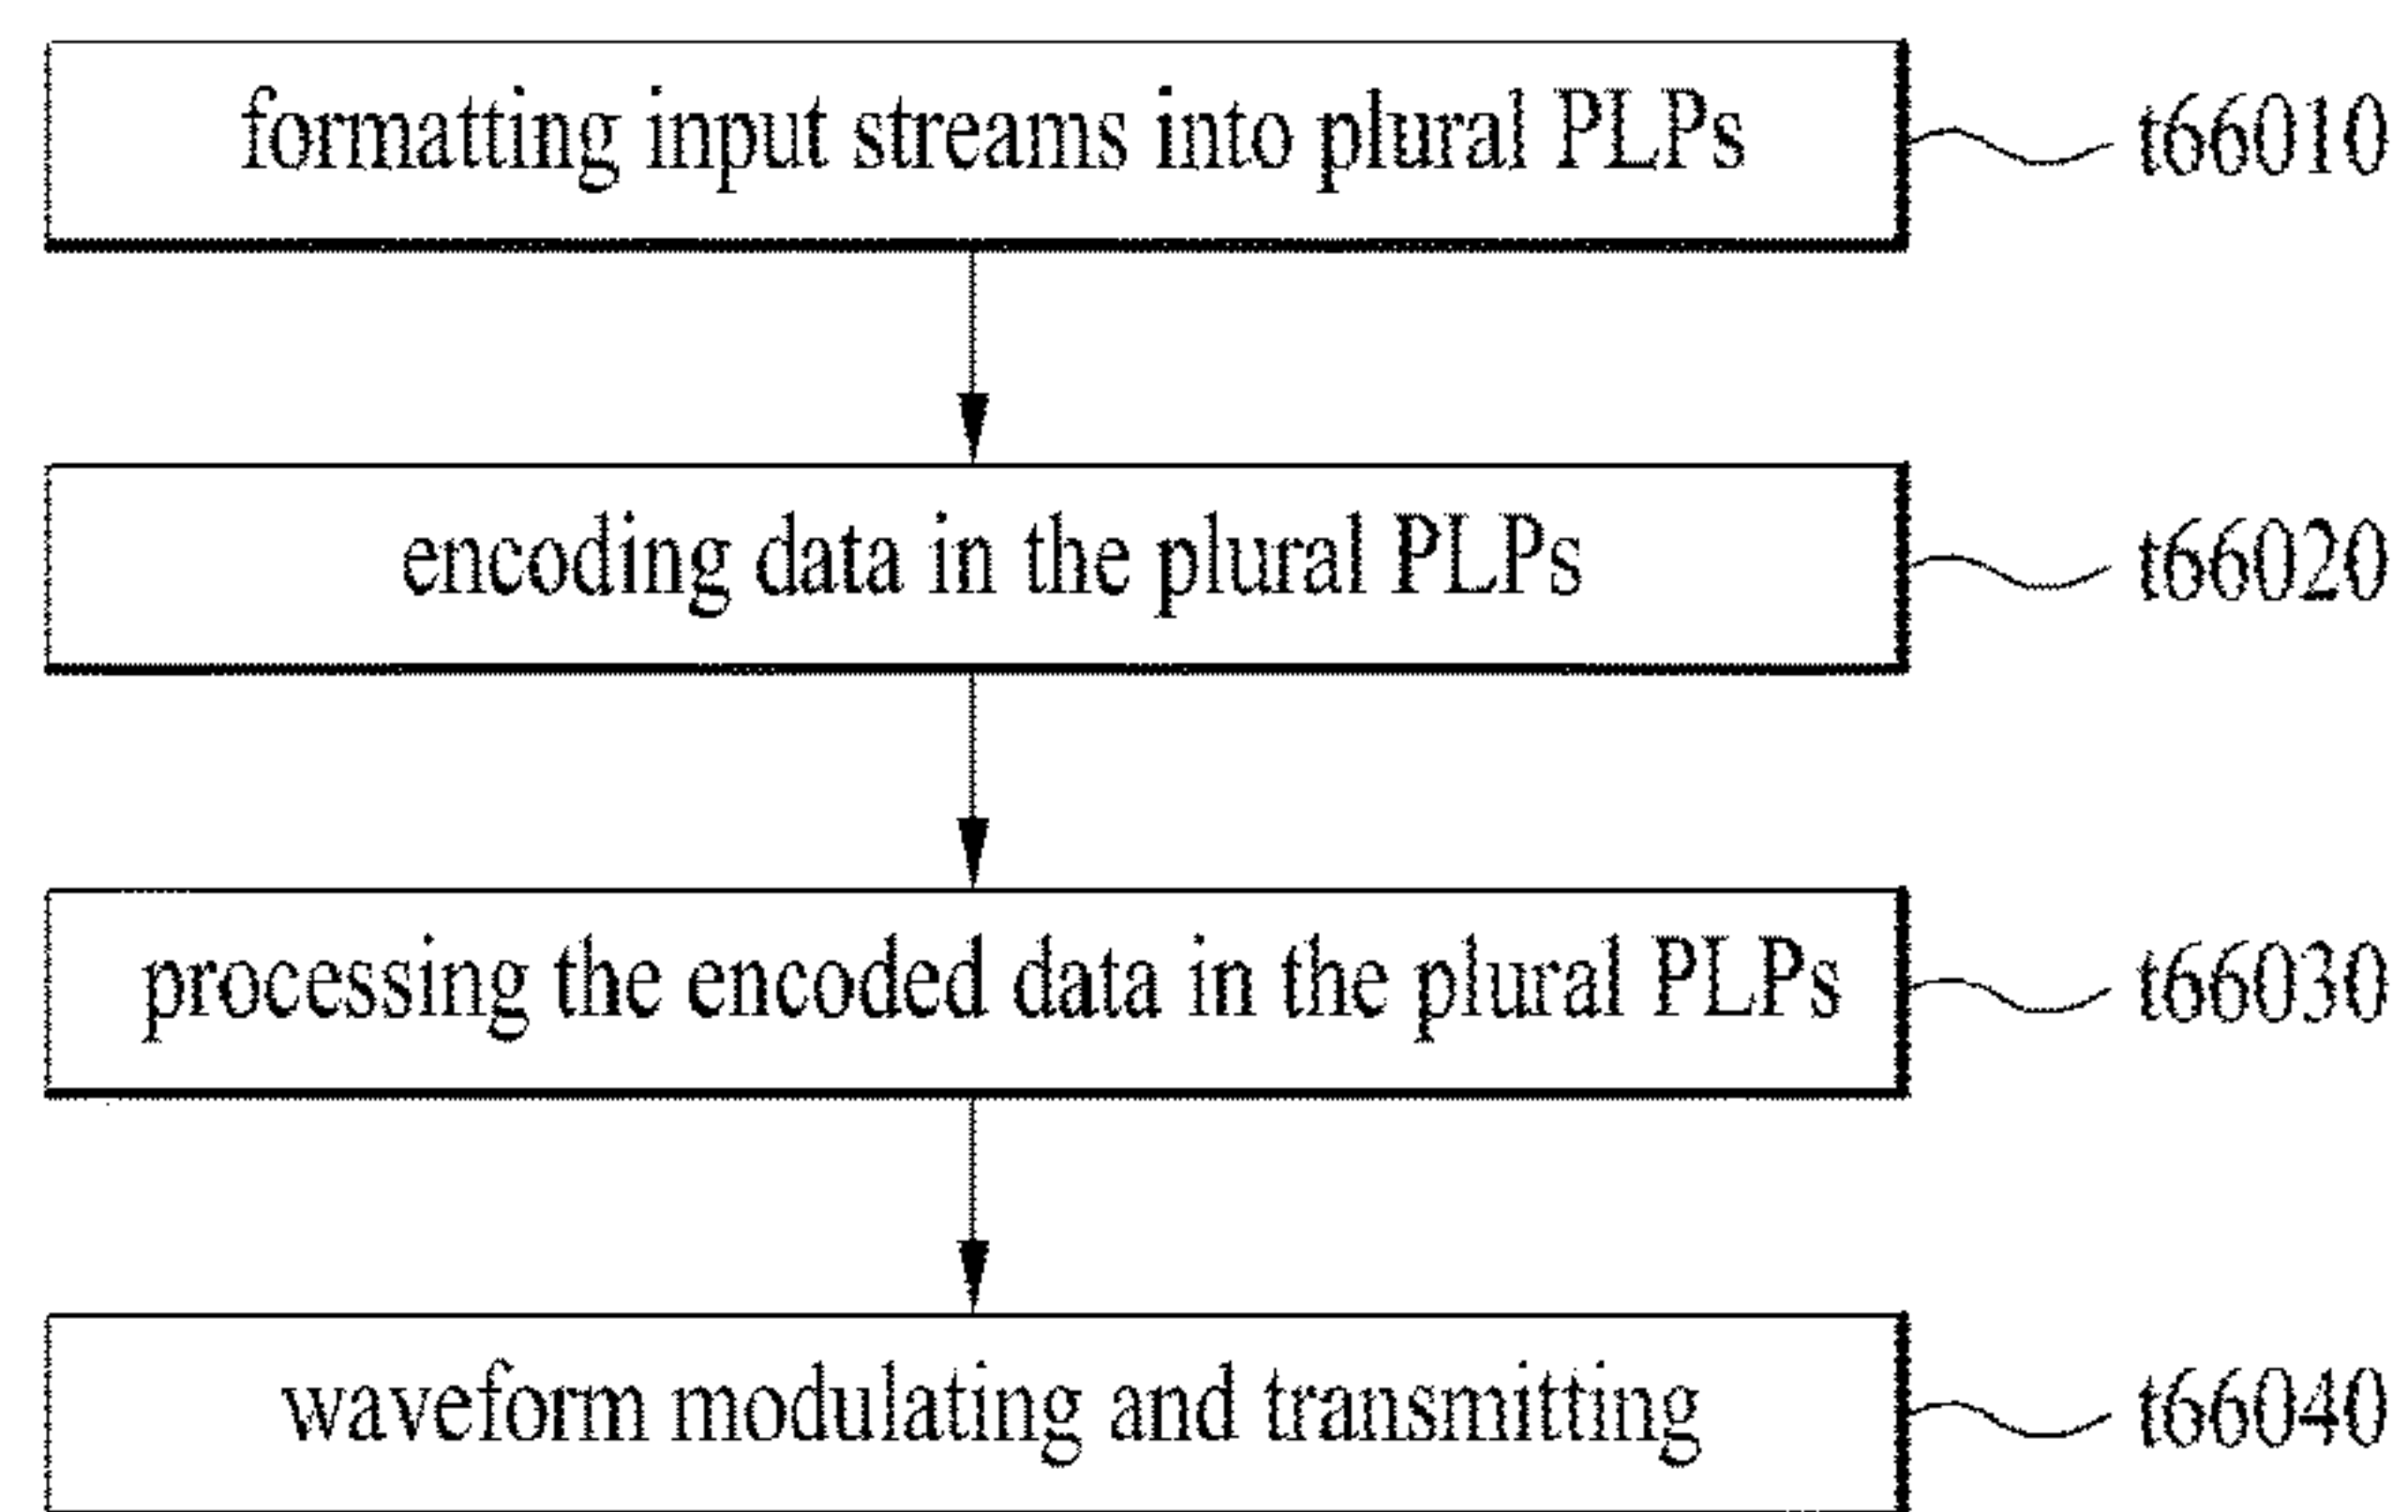 formatting input streams into plural PLPs t66010
encoding data in the plural PLPs t66020
processing the encoded data in the plural PLPs t66030
waveform modulating and transmitting t66040